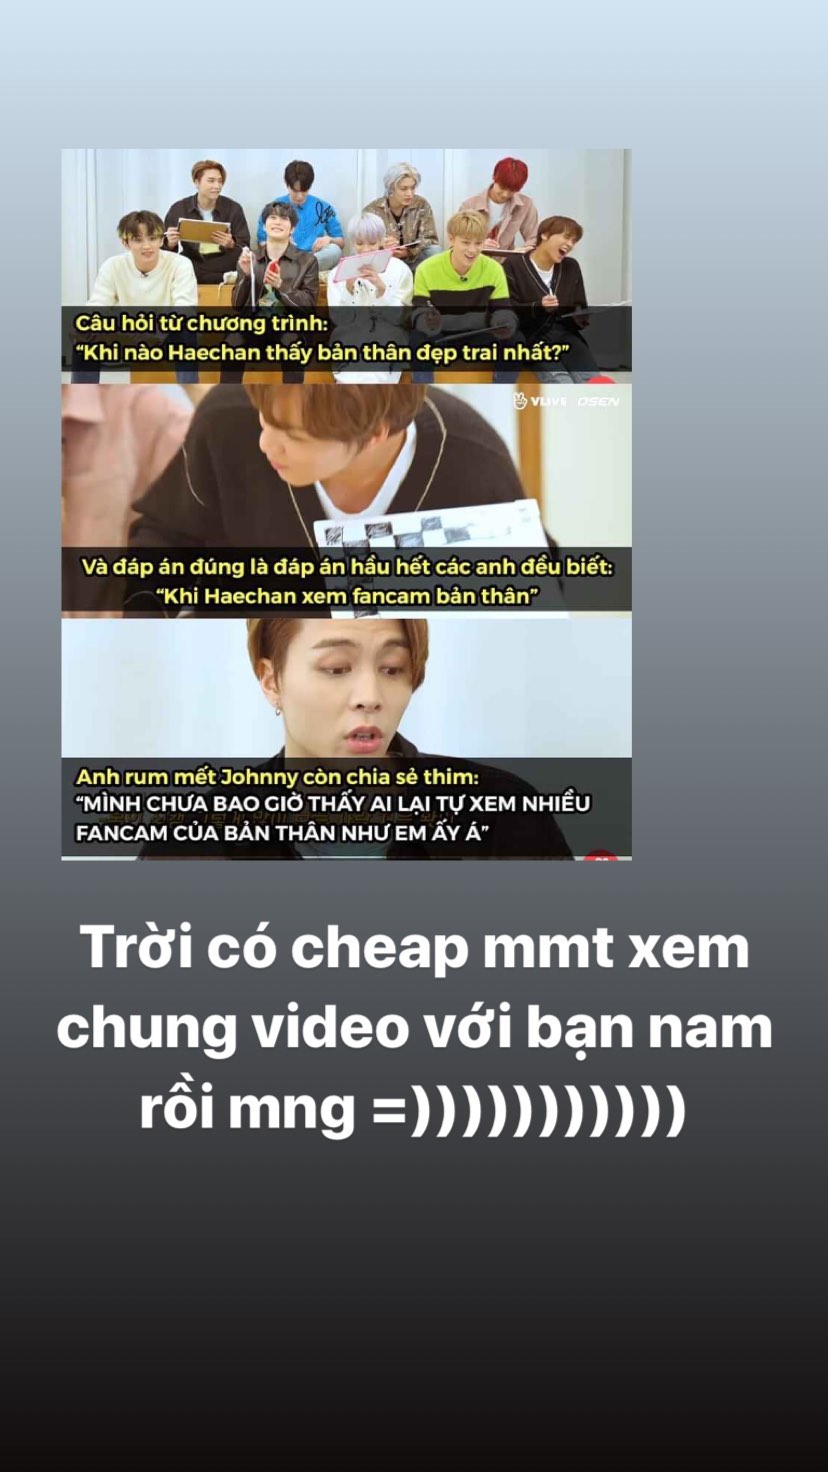 Câu hỏi từ chương trình:
“Khi nào Haechan thấy bản thân đẹp trai nhất?”
VLIVE OSEN
Và đáp án đúng là đáp án hầu hết các anh đều biết:
“Khi Haechan xem fancam bản thân”
Anh rum mết Johnny còn chia sẻ thim:
“MÌNH CHƯA BAO GIỜ THẤY AI LẠI TỰ XEM NHIỀU
FANCAM CỦA BẢN THÂN NHƯ EM ẤY Á”
Trời có cheap mmt xem
chung video với bạn nam
rồi mng =)))))))))))